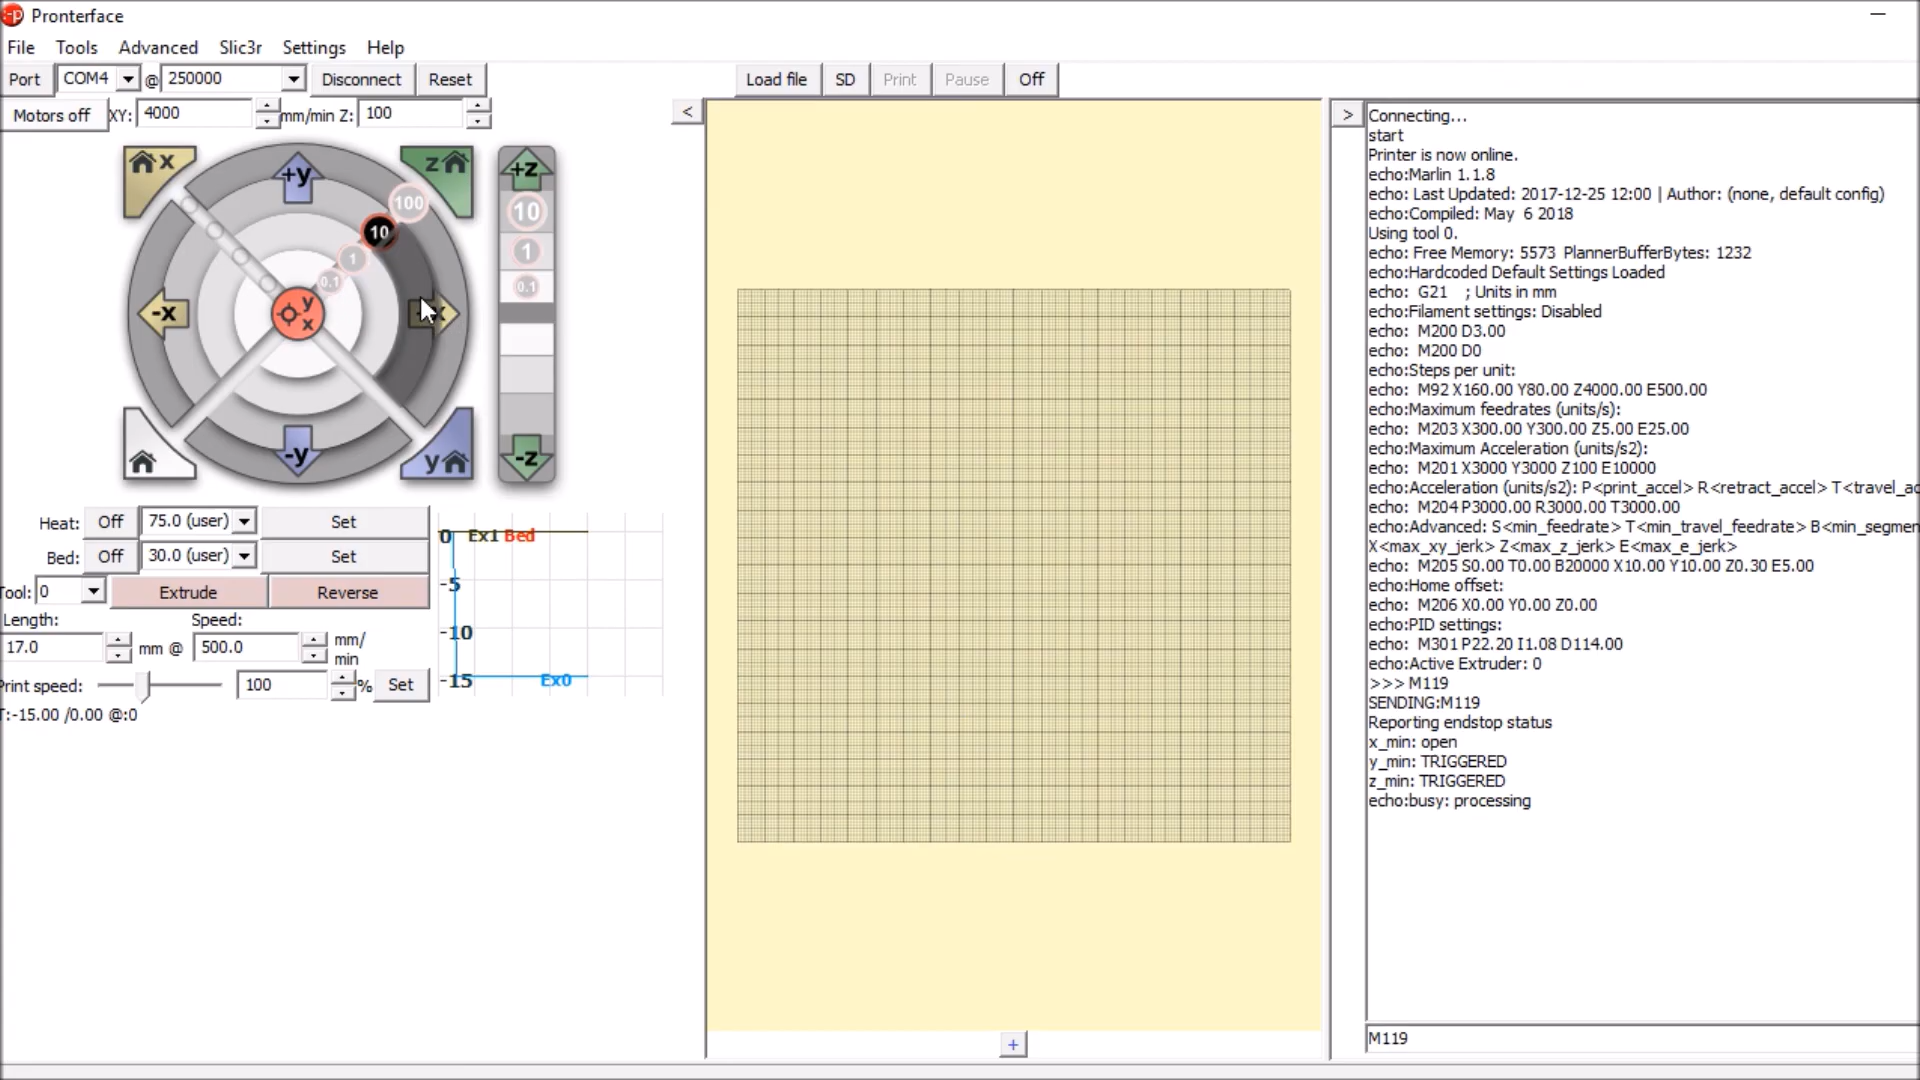 Pronterface
File Tools Advanced Slic3r Settings Help
Port COM4 @ 250000 Disconnect Reset
Load file SD Print Pause Off
Motors off XY: 4000 mm/min Z: 100
<
>
x
+y
z
100
10
1
0.1
-x
y
x
-y
y
+z
10
1
0.1
-z
Heat: Off 75.0 (user) Set
Bed: Off 30.0 (user) Set
Tool: 0 Extrude Reverse
Length: Speed:
17.0 mm @ 500.0 mm/
min
Print speed: 100 % Set
T:-15.00 /0.00 @:0
0 Ex1 Bed
-5
-10
-15 Ex0
+
Connecting...
start
Printer is now online.
echo:Marlin 1.1.8
echo: Last Updated: 2017-12-25 12:00 | Author: (none, default config)
echo:Compiled: May 6 2018
Using tool 0.
echo: Free Memory: 5573 PlannerBufferBytes: 1232
echo:Hardcoded Default Settings Loaded
echo: G21 ; Units in mm
echo:Filament settings: Disabled
echo: M200 D3.00
echo: M200 D0
echo:Steps per unit:
echo: M92 X160.00 Y80.00 Z4000.00 E500.00
echo:Maximum feedrates (units/s):
echo: M203 X300.00 Y300.00 Z5.00 E25.00
echo:Maximum Acceleration (units/s2):
echo: M201 X3000 Y3000 Z100 E10000
echo:Acceleration (units/s2): P<print_accel> R<retract_accel> T<travel_ac
echo: M204 P3000.00 R3000.00 T3000.00
echo:Advanced: S<min_feedrate> T<min_travel_feedrate> B<min_segmen
X<max_xy_jerk> Z<max_z_jerk> E<max_e_jerk>
echo: M205 S0.00 T0.00 B20000 X10.00 Y10.00 Z0.30 E5.00
echo:Home offset:
echo: M206 X0.00 Y0.00 Z0.00
echo:PID settings:
echo: M301 P22.20 I1.08 D114.00
echo:Active Extruder: 0
>>> M119
SENDING:M119
Reporting endstop status
x_min: open
y_min: TRIGGERED
z_min: TRIGGERED
echo:busy: processing
M119